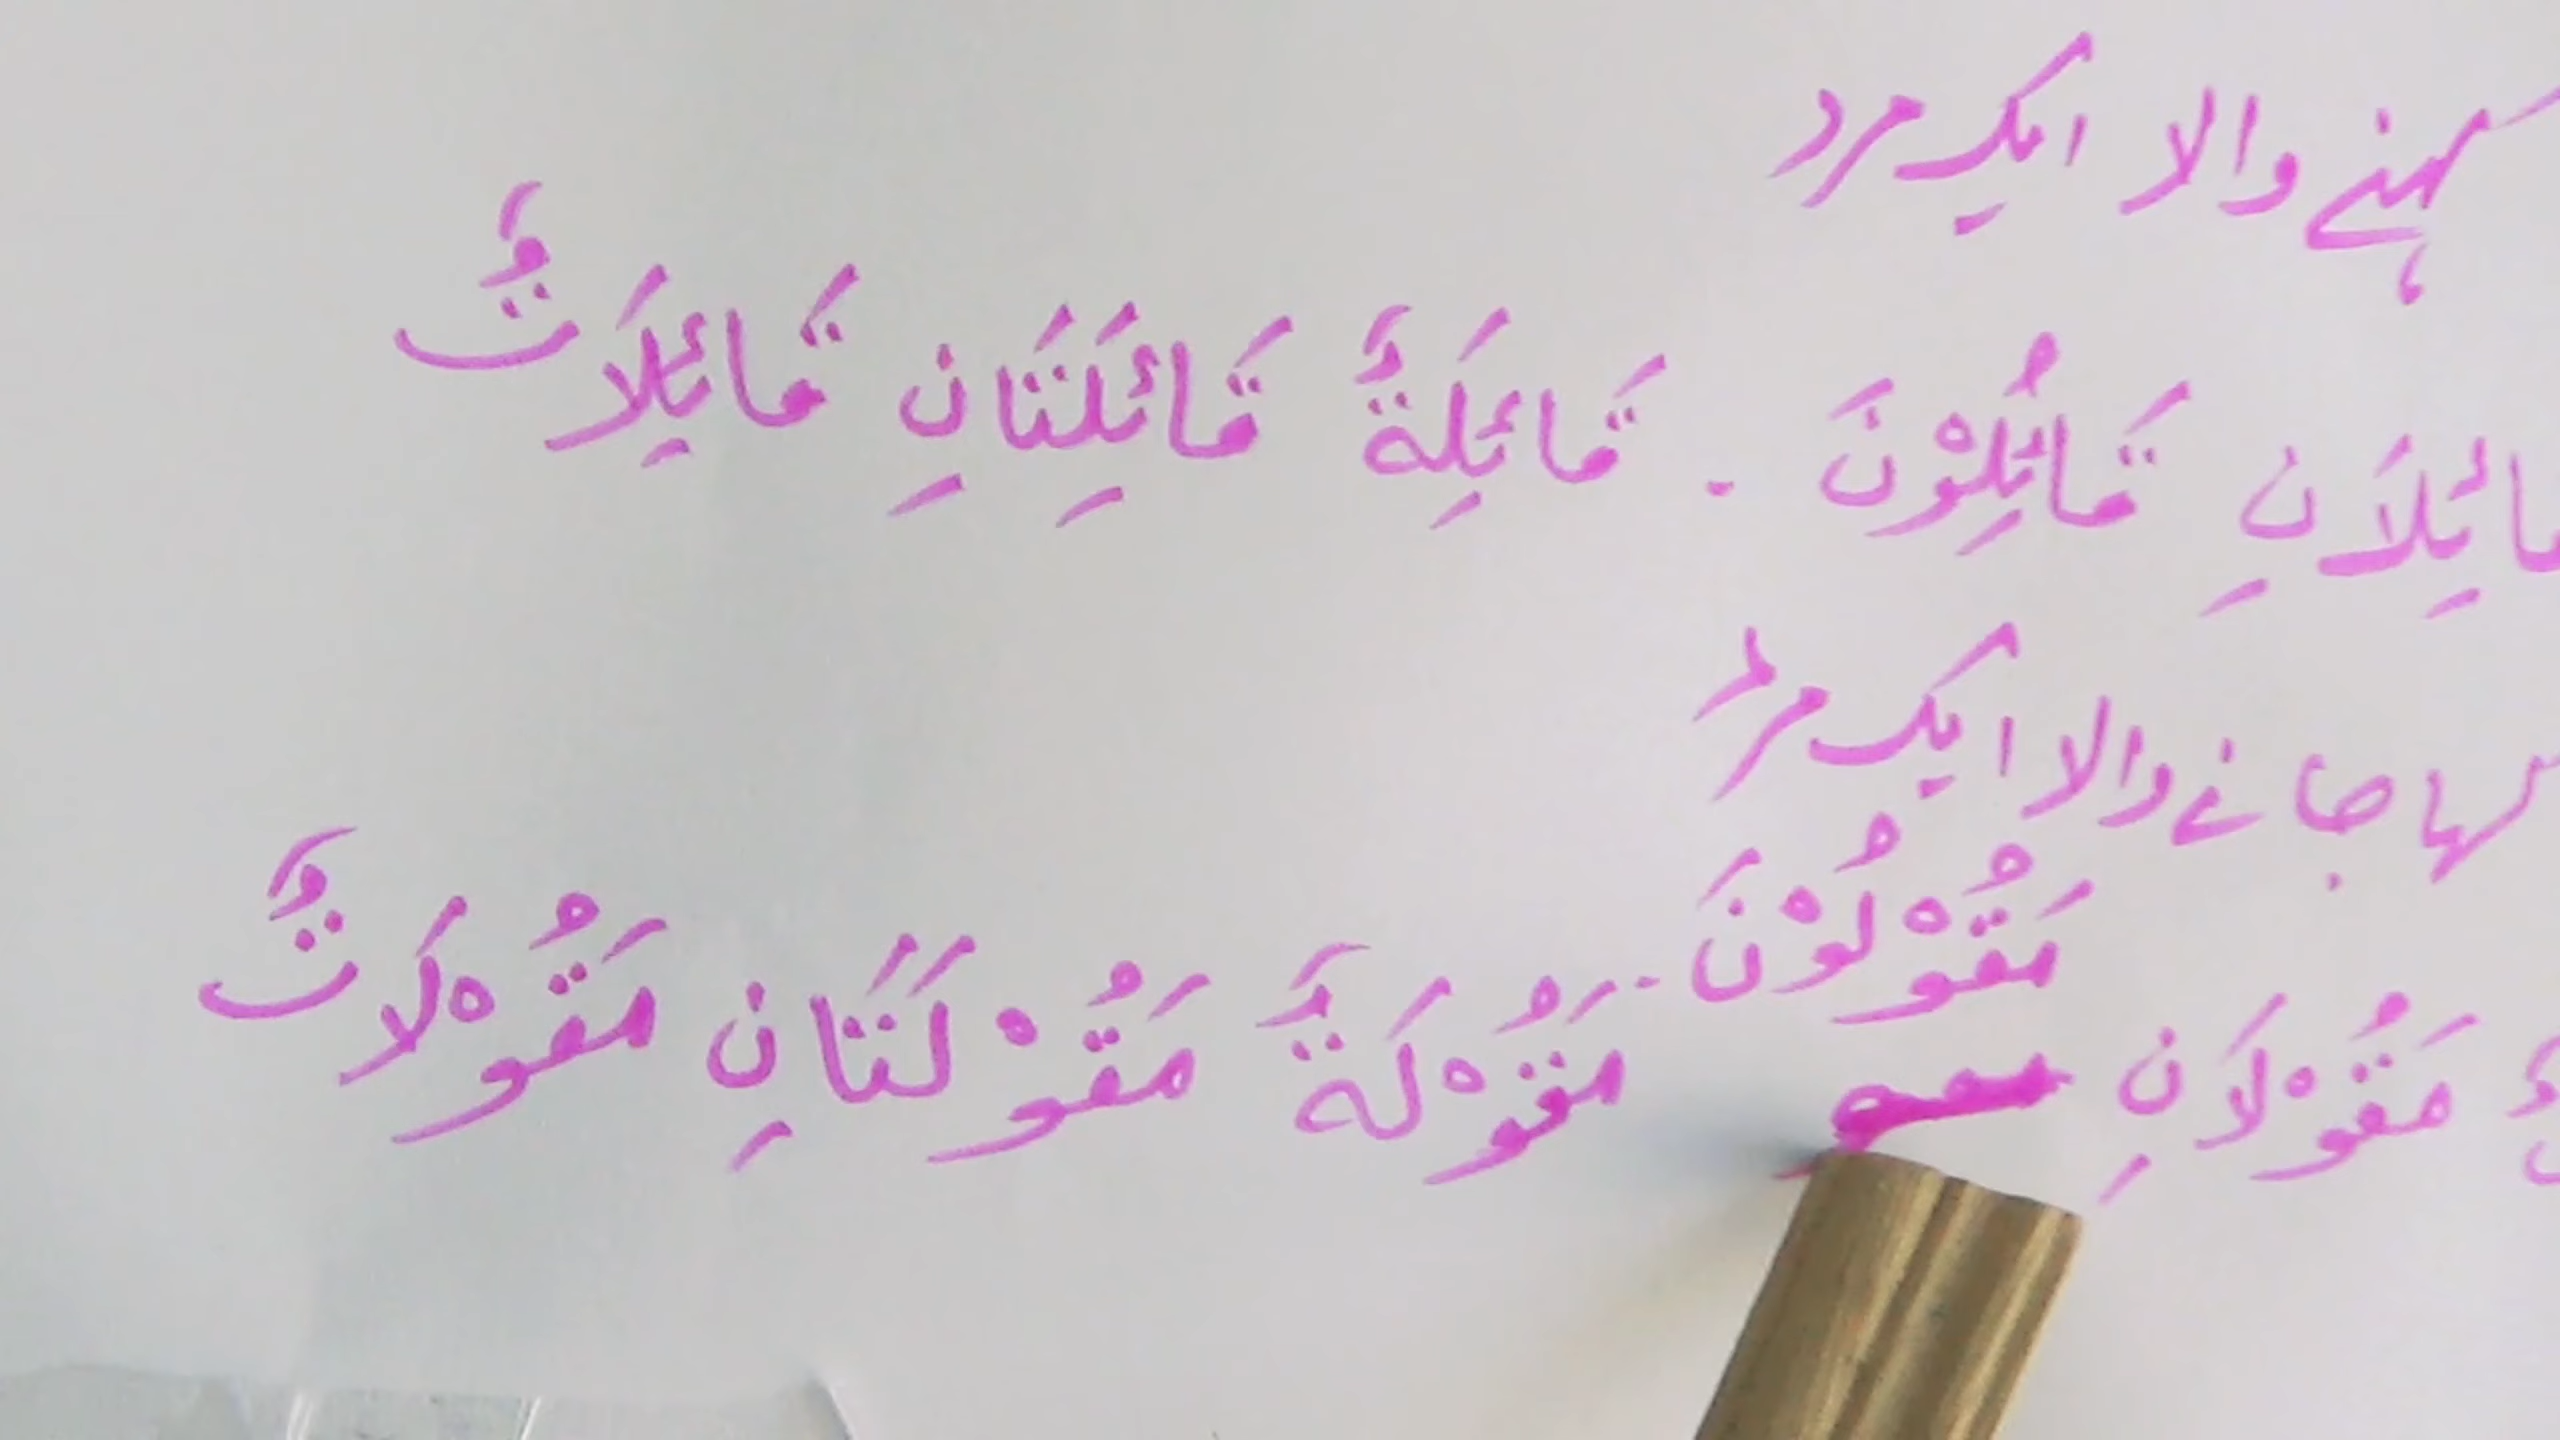 کہنے والا ایک مرد
قَائِلَانِ قَائِلُوْنَ ۔ قَائِلَةٌ قَائِلَتَانِ قَائِلَاتٌ
کہا جانے والا ایک مرد
مَقُوْلُوْنَ
مَقُوْلَانِ ۔ مَقُوْلَةٌ مَقُوْلَتَانِ مَقُوْلَاتٌ